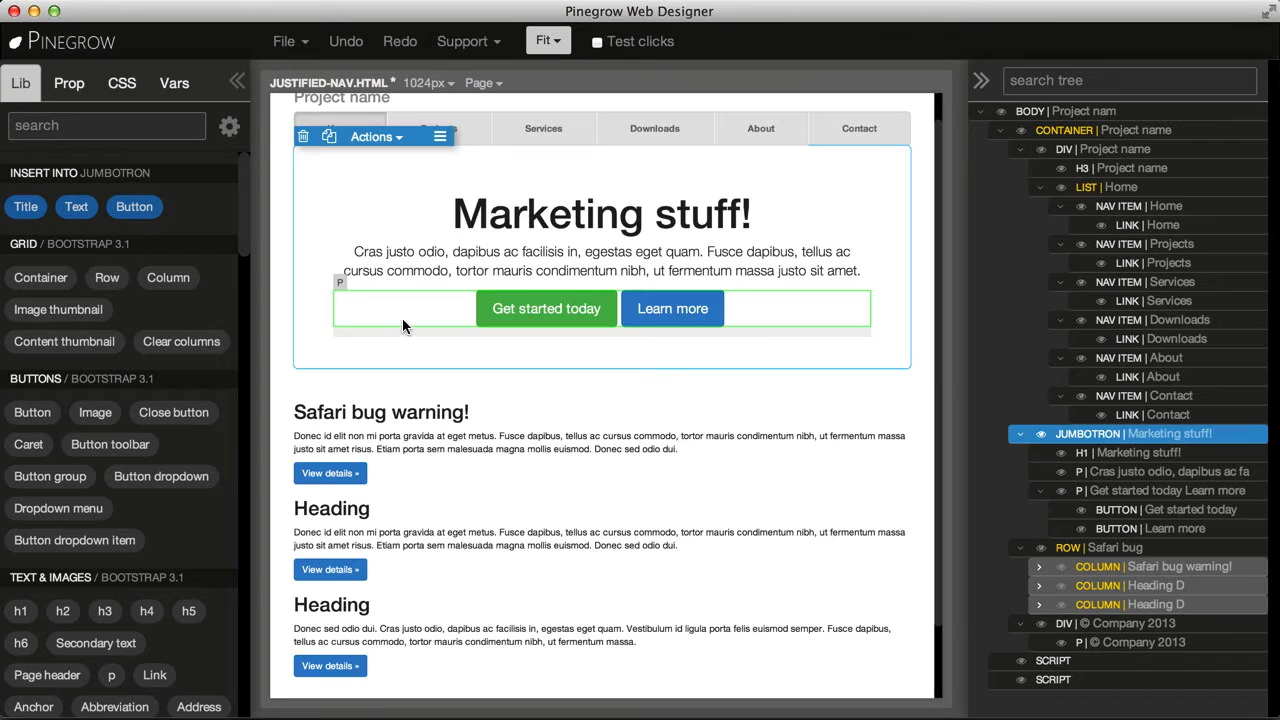 Pinegrow Web Designer
PINEGROW
File
Undo
Redo
Support
Fit
Test clicks
Lib
Prop
CSS
Vars
search
INSERT INTO JUMBOTRON
Title
Text
Button
GRID / BOOTSTRAP 3.1
Container
Row
Column
Image thumbnail
Content thumbnail
Clear columns
BUTTONS / BOOTSTRAP 3.1
Button
Image
Close button
Caret
Button toolbar
Button group
Button dropdown
Dropdown menu
Button dropdown item
TEXT & IMAGES / BOOTSTRAP 3.1
h1
h2
h3
h4
h5
h6
Secondary text
Page header
p
Link
Anchor
Abbreviation
Address
JUSTIFIED-NAV.HTML *
1024px
Page
Project name
Services
Downloads
About
Contact
Actions
Marketing stuff!
Cras justo odio, dapibus ac facilisis in, egestas eget quam. Fusce dapibus, tellus ac
cursus commodo, tortor mauris condimentum nibh, ut fermentum massa justo sit amet.
P
Get started today
Learn more
Safari bug warning!
Donec id elit non mi porta gravida at eget metus. Fusce dapibus, tellus ac cursus commodo, tortor mauris condimentum nibh, ut fermentum massa
justo sit amet risus. Etiam porta sem malesuada magna mollis euismod. Donec sed odio dui.
View details »
Heading
Donec id elit non mi porta gravida at eget metus. Fusce dapibus, tellus ac cursus commodo, tortor mauris condimentum nibh, ut fermentum massa
justo sit amet risus. Etiam porta sem malesuada magna mollis euismod. Donec sed odio dui.
View details »
Heading
Donec sed odio dui. Cras justo odio, dapibus ac facilisis in, egestas eget quam. Vestibulum id ligula porta felis euismod semper. Fusce dapibus,
tellus ac cursus commodo, tortor mauris condimentum nibh, ut fermentum massa.
View details »
search tree
BODY | Project nam
CONTAINER | Project name
DIV | Project name
H3 | Project name
LIST | Home
NAV ITEM | Home
LINK | Home
NAV ITEM | Projects
LINK | Projects
NAV ITEM | Services
LINK | Services
NAV ITEM | Downloads
LINK | Downloads
NAV ITEM | About
LINK | About
NAV ITEM | Contact
LINK | Contact
JUMBOTRON | Marketing stuff!
H1 | Marketing stuff!
P | Cras justo odio, dapibus ac fa
P | Get started today Learn more
BUTTON | Get started today
BUTTON | Learn more
ROW | Safari bug
COLUMN | Safari bug warning!
COLUMN | Heading D
COLUMN | Heading D
DIV | © Company 2013
P | © Company 2013
SCRIPT
SCRIPT